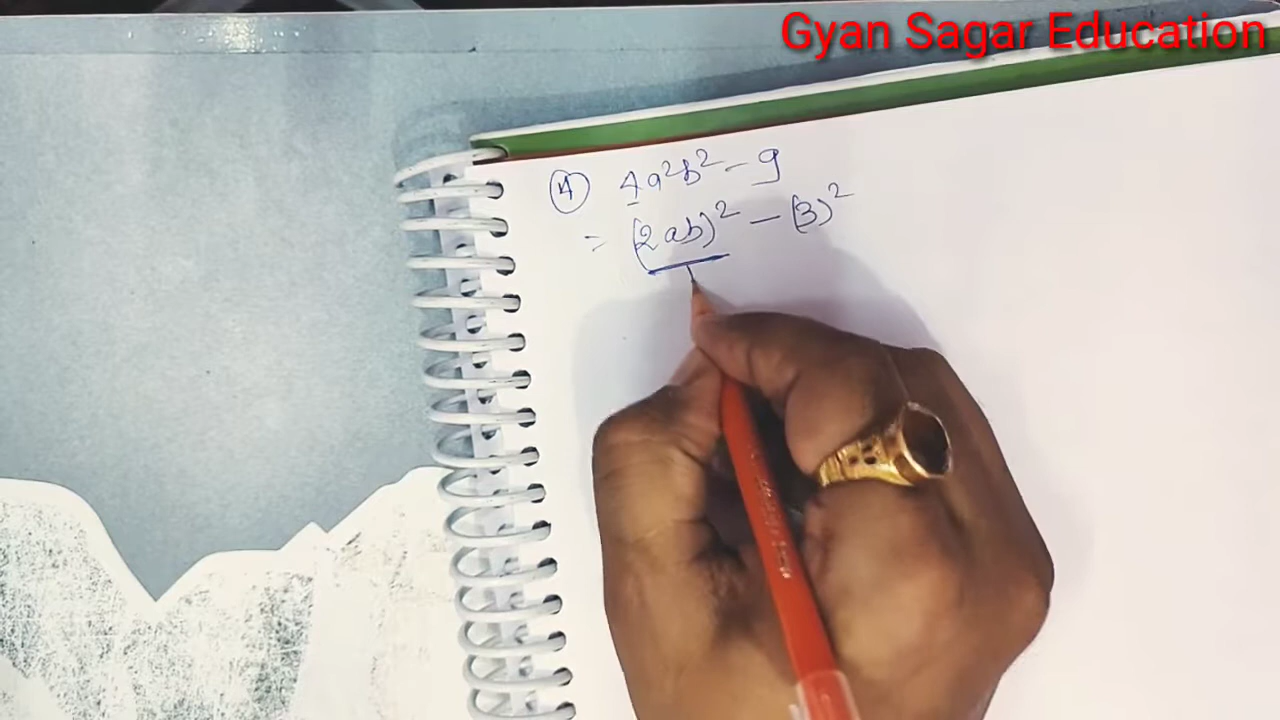 Gyan Sagar Education
④ 4a²b² - 9
= (2ab)² - (3)²